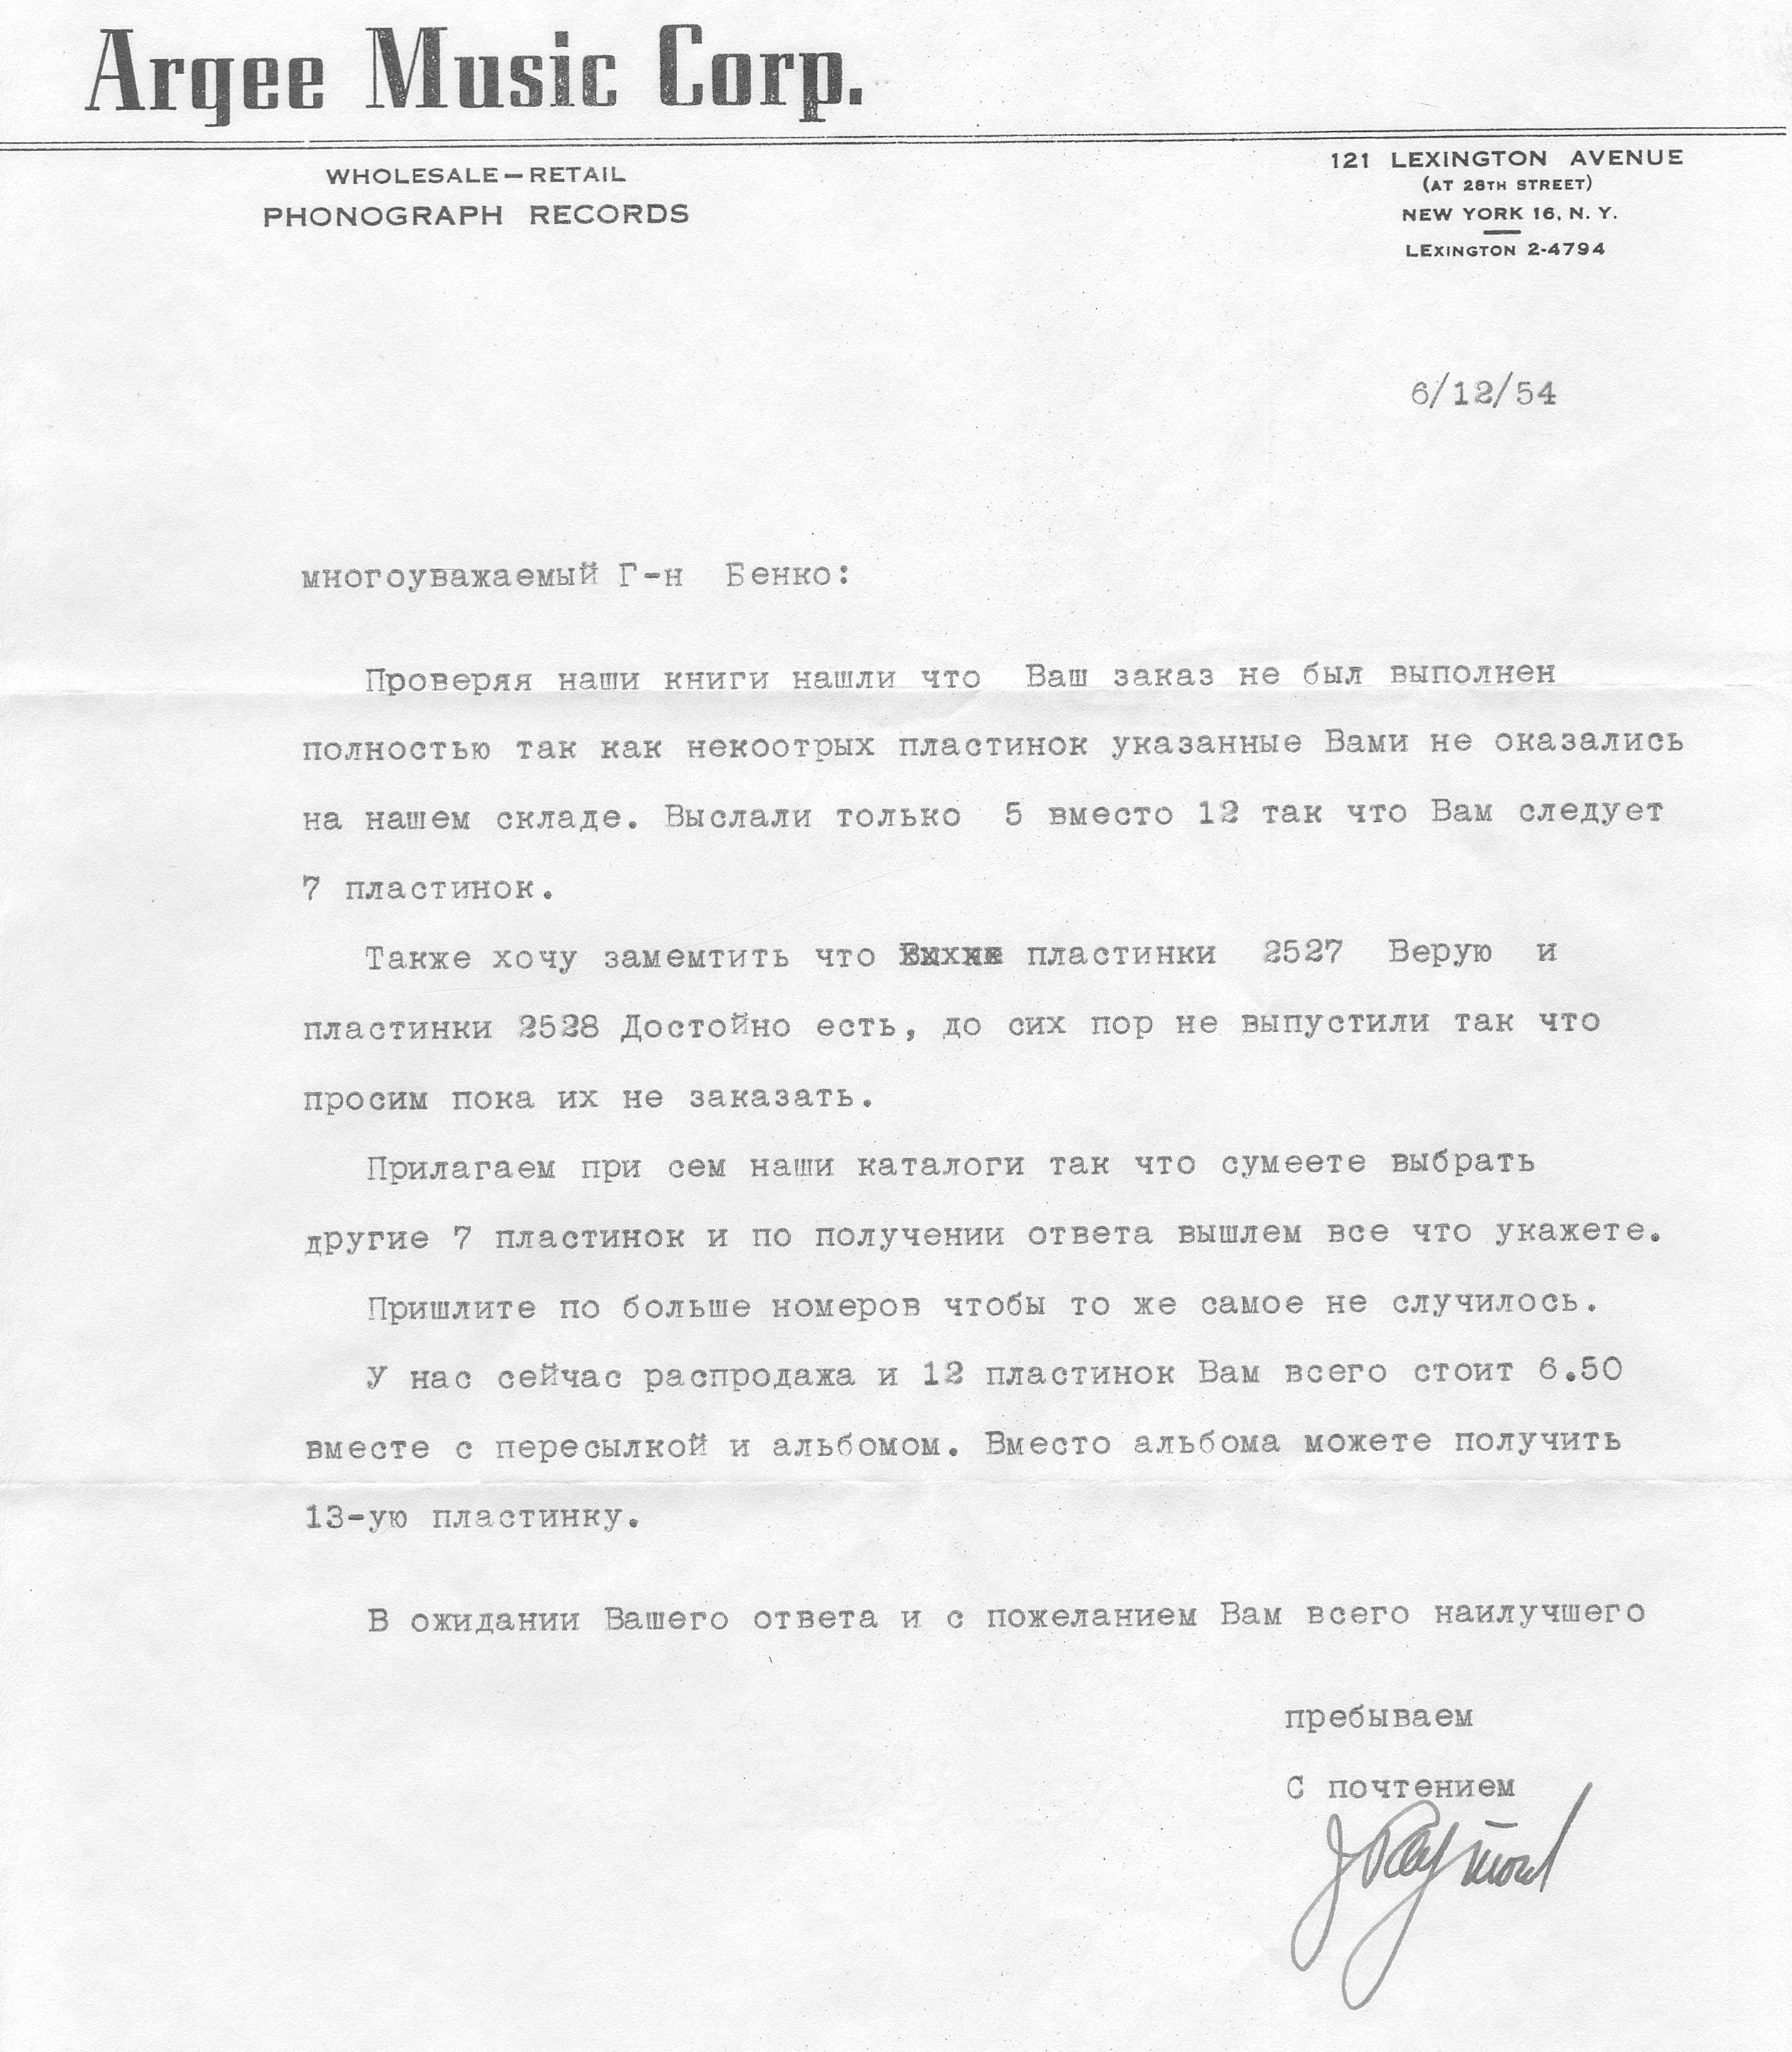 Argee Music Corp.
WHOLESALE—RETAIL
PHONOGRAPH RECORDS
121 LEXINGTON AVENUE
(AT 28TH STREET)
NEW YORK 16, N. Y.
LEXINGTON 2-4794
6/12/54
многоуважаемый Г-н Бенко:
Проверяя наши книги нашли что Ваш заказ не был выполнен
полностью так как некоотрых пластинок указанные Вами не оказались
на нашем складе. Выслали только 5 вместо 12 так что Вам следует
7 пластинок.
Также хочу замемтить что пластинки 2527 Верую и
пластинки 2528 Достойно есть, до сих пор не выпустили так что
просим пока их не заказать.
Прилагаем при сем наши каталоги так что сумеете выбрать
другие 7 пластинок и по получении ответа вышлем все что укажете.
Пришлите по больше номеров чтобы то же самое не случилось.
У нас сейчас распродажа и 12 пластинок Вам всего стоит 6.50
вместе с пересылкой и альбомом. Вместо альбома можете получить
13-ую пластинку.
В ожидании Вашего ответа и с пожеланием Вам всего наилучшего
пребываем
С почтением